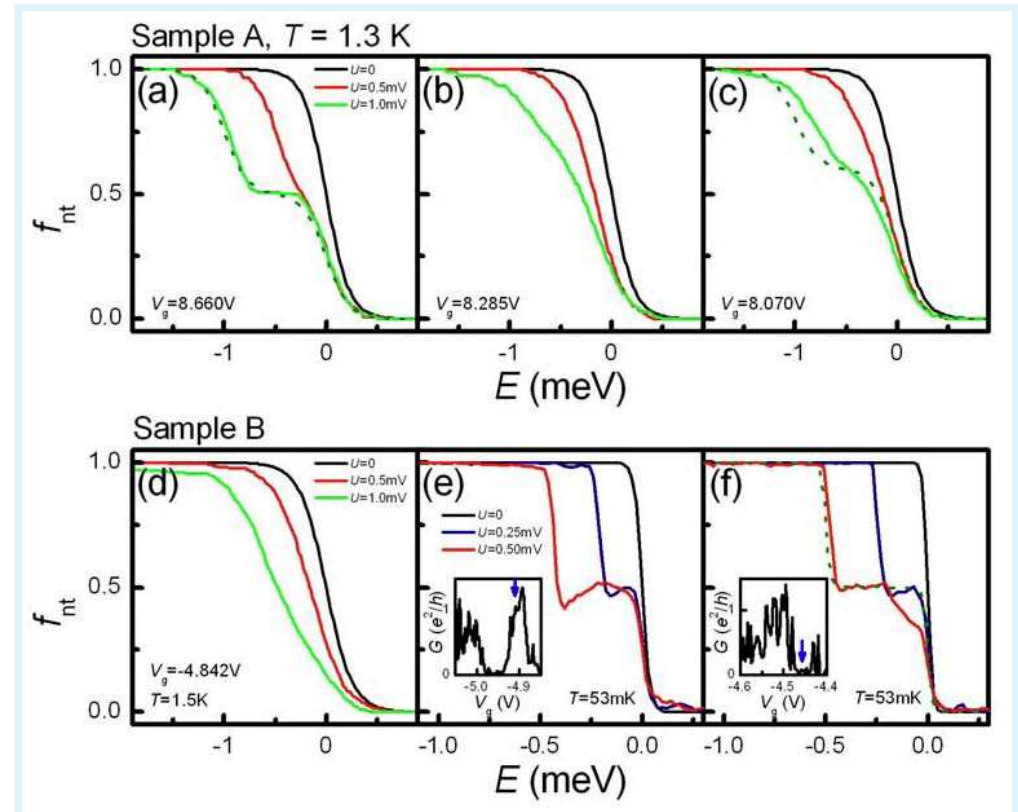 Sample A, T = 1.3 K
(a)
U=0
U=0.5mV
U=1.0mV
(b)
(c)
1.0
0.5
0.0
f_nt
V_g=8.660V
V_g=8.285V
V_g=8.070V
-1 0 -1 0 -1 0
E (meV)
Sample B
(d)
U=0
U=0.5mV
U=1.0mV
(e)
U=0
U=0.25mV
U=0.50mV
(f)
1.0
0.5
0.0
f_nt
V_g=-4.842V
T=1.5K
G (e²/h)
1
0
-5.0 -4.9
V_g (V)
T=53mK
G (e²/h)
1
0
-4.6 -4.5 -4.4
V_g (V)
T=53mK
-1 0 -1.0 -0.5 0.0 -1.0 -0.5 0.0
E (meV)